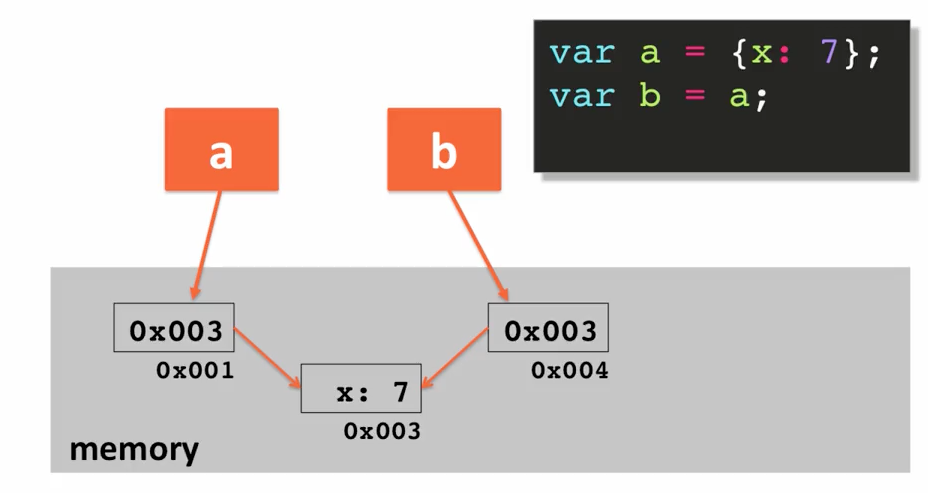 var a = {x: 7};
var b = a;
a
b
0x003
0x001
0x003
0x004
x: 7
0x003
memory